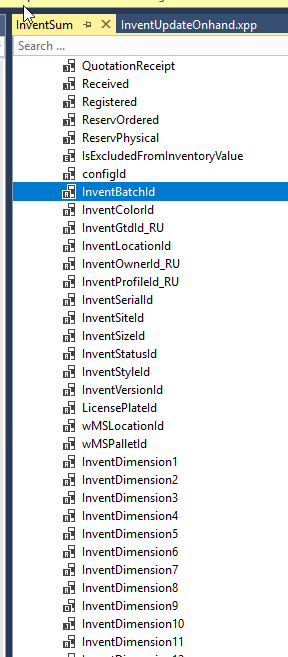 InventSum
InventUpdateOnhand.xpp
Search ...
QuotationReceipt
Received
Registered
ReservOrdered
ReservPhysical
IsExcludedFromInventoryValue
configId
InventBatchId
InventColorId
InventGtdId_RU
InventLocationId
InventOwnerId_RU
InventProfileId_RU
InventSerialId
InventSiteId
InventSizeId
InventStatusId
InventStyleId
InventVersionId
LicensePlateId
wMSLocationId
wMSPalletId
InventDimension1
InventDimension2
InventDimension3
InventDimension4
InventDimension5
InventDimension6
InventDimension7
InventDimension8
InventDimension9
InventDimension10
InventDimension11